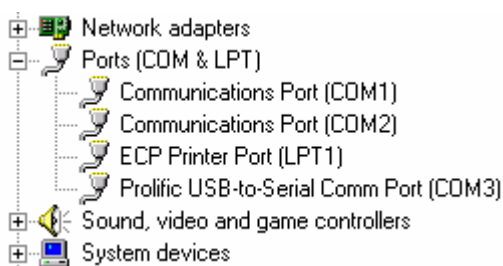 Network adapters
Ports (COM & LPT)
Communications Port (COM1)
Communications Port (COM2)
ECP Printer Port (LPT1)
Prolific USB-to-Serial Comm Port (COM3)
Sound, video and game controllers
System devices